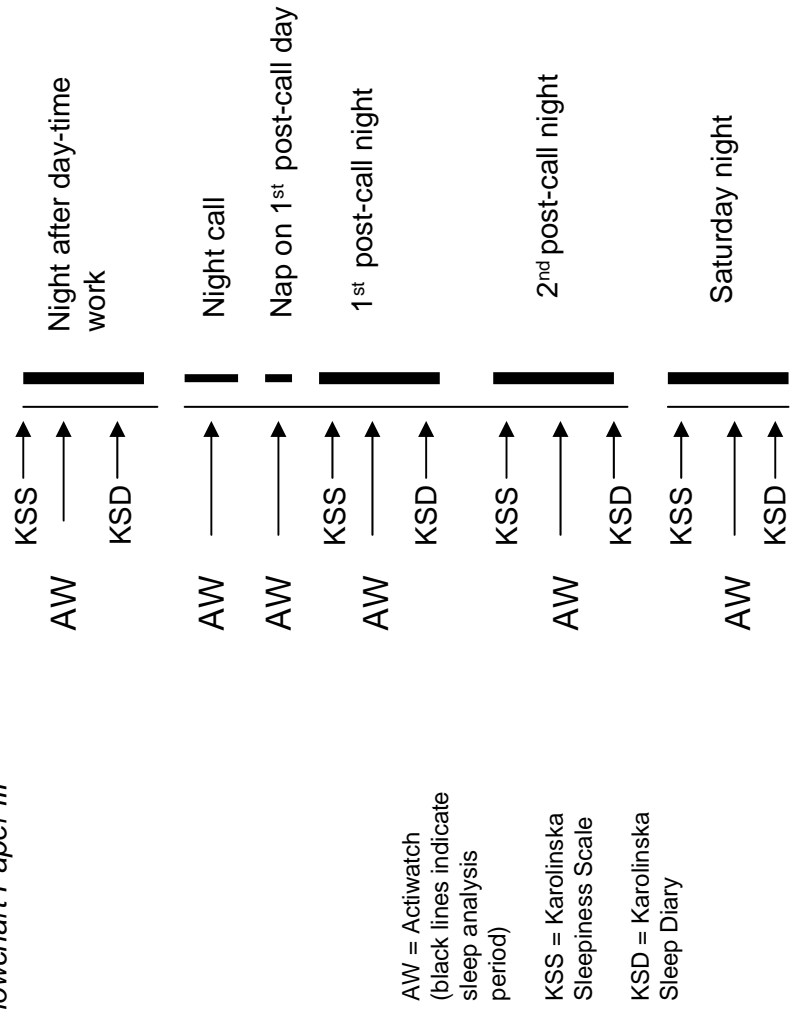 lowchart Paper III
KSS
AW
KSD
Night after day-time
work
AW
Night call
AW
Nap on 1st post-call day
KSS
AW
KSD
1st post-call night
AW = Actiwatch
(black lines indicate
sleep analysis
period)
KSS = Karolinska
Sleepiness Scale
KSD = Karolinska
Sleep Diary
KSS
AW
KSD
2nd post-call night
KSS
AW
KSD
Saturday night